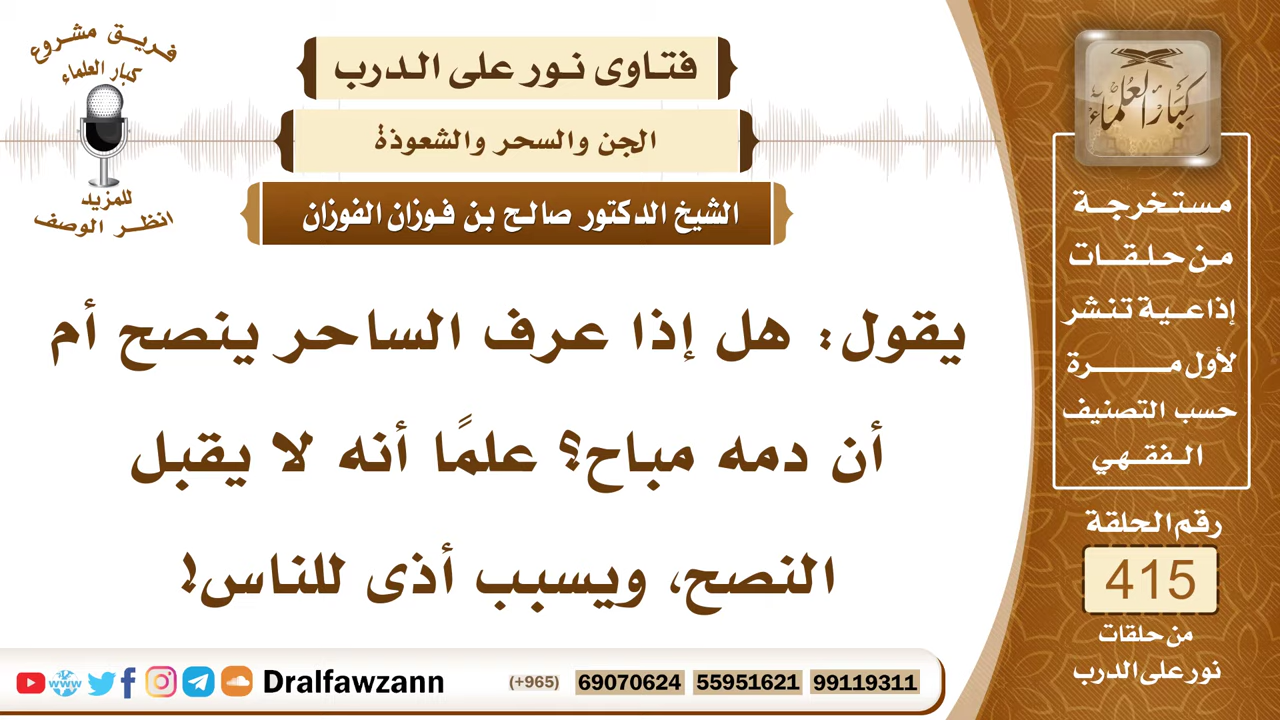 فريق مشروع
كبار العلماء
للمزيد
انظر الوصف
فتاوى نور على الدرب
الجن والسحر والشعوذة
الشيخ الدكتور صالح بن فوزان الفوزان
يقول: هل إذا عرف الساحر ينصح أم
أن دمه مباح؟ علمًا أنه لا يقبل
النصح، ويسبب أذى للناس!
كبار العلماء
مستخرجة
من حلقات
إذاعية تنشر
لأول مرة
حسب التصنيف
الفقهي
رقم الحلقة
415
من حلقات
نور على الدرب
www Dralfawzann (+965) 69070624 55951621 99119311